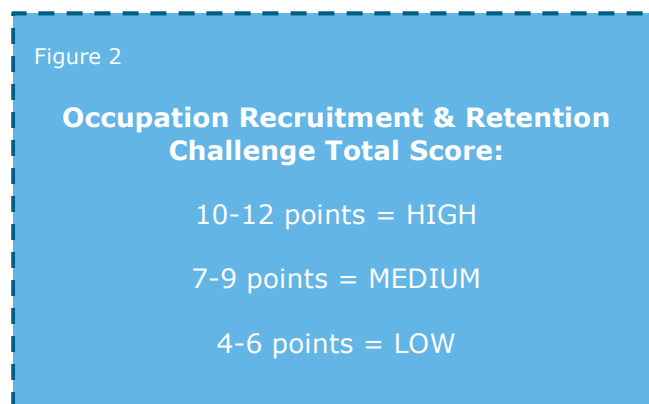 Figure 2
Occupation Recruitment & Retention
Challenge Total Score:
10-12 points = HIGH
7-9 points = MEDIUM
4-6 points = LOW